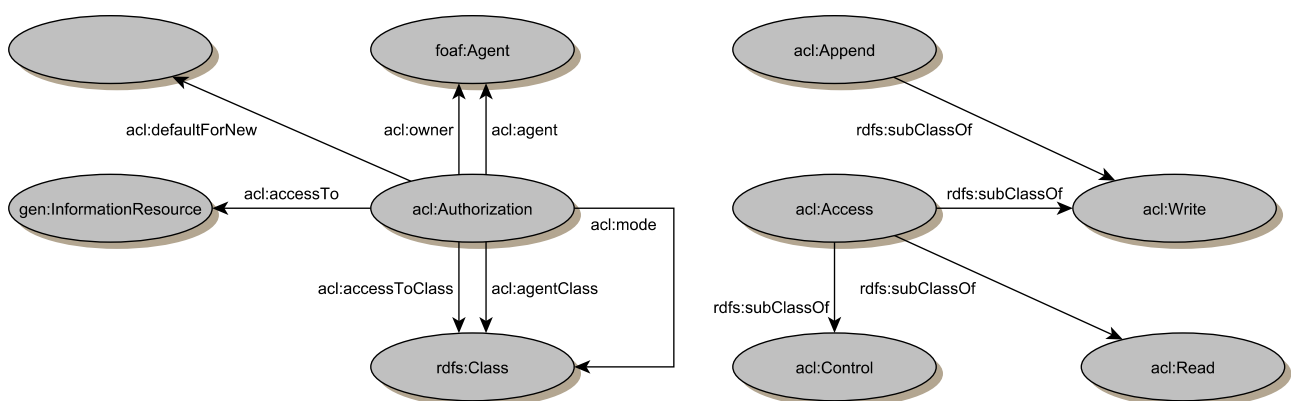 foaf:Agent
acl:Append
acl:defaultForNew
acl:owner
acl:agent
rdfs:subClassOf
gen:InformationResource
acl:accessTo
acl:Authorization
acl:mode
acl:Access
rdfs:subClassOf
acl:Write
acl:accessToClass
acl:agentClass
rdfs:subClassOf
rdfs:subClassOf
rdfs:Class
acl:Control
acl:Read